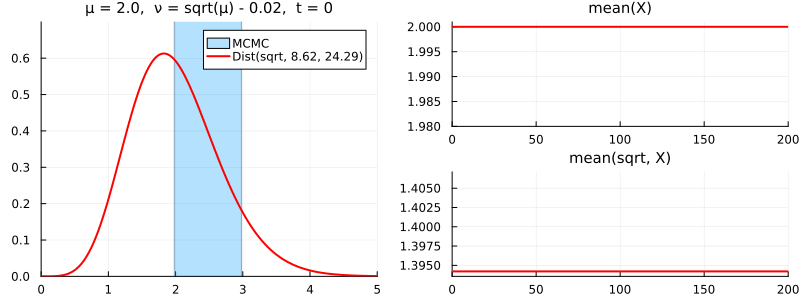 μ = 2.0,  ν = sqrt(μ) - 0.02,  t = 0
MCMC
Dist(sqrt, 8.62, 24.29)
0.6
0.5
0.4
0.3
0.2
0.1
0.0
0 1 2 3 4 5
mean(X)
2.000
1.995
1.990
1.985
1.980
0 50 100 150 200
mean(sqrt, X)
1.4050
1.4025
1.4000
1.3975
1.3950
0 50 100 150 200